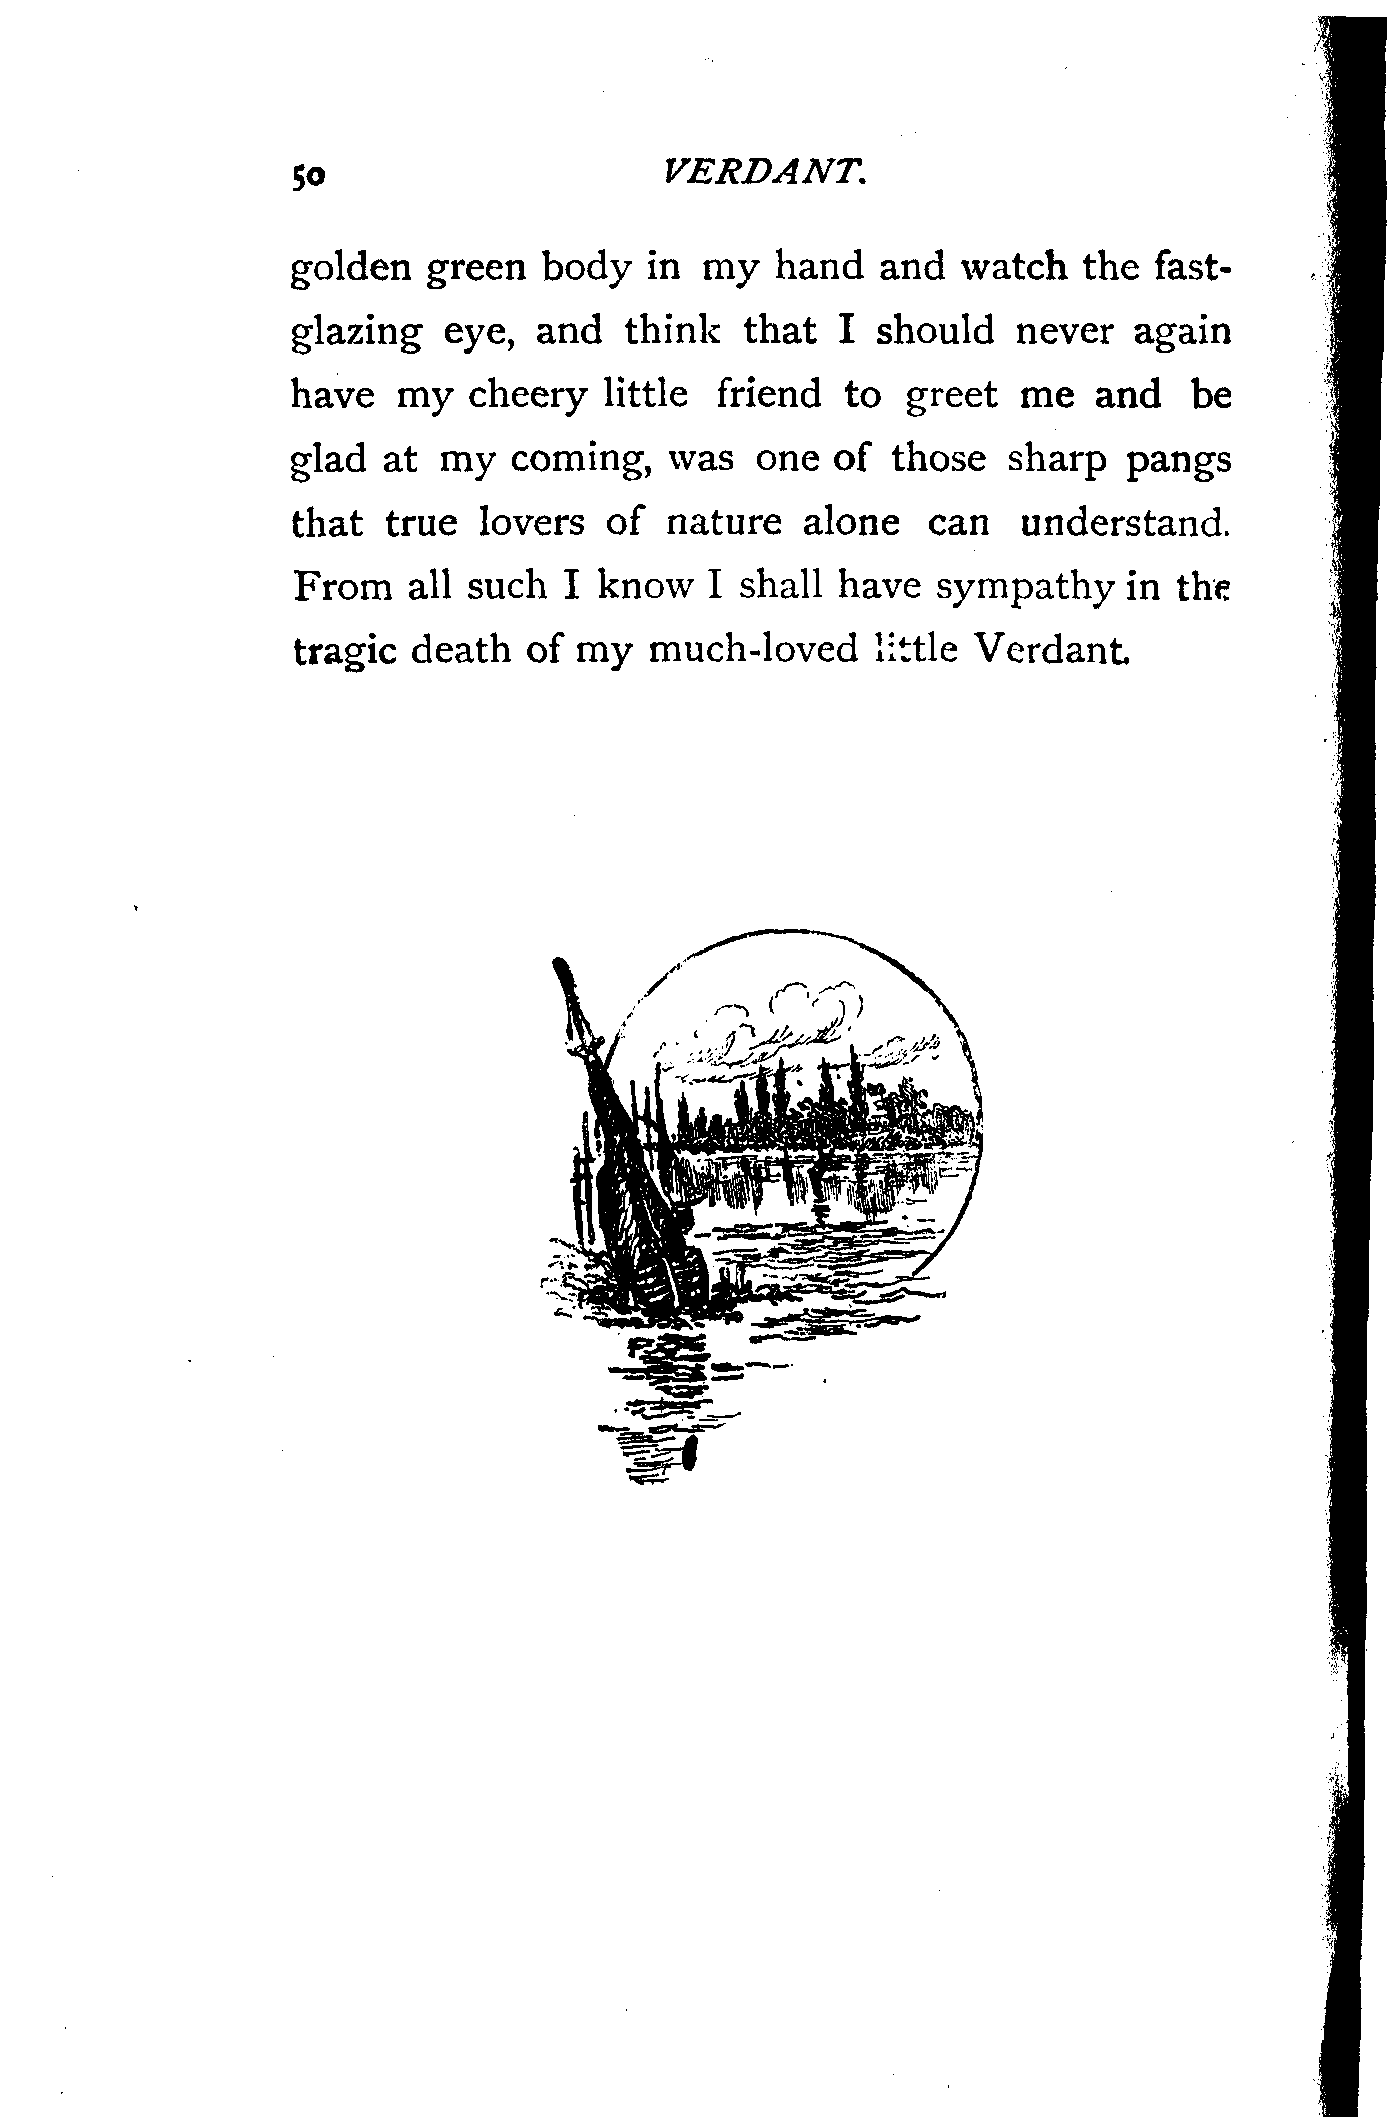 50 VERDANT.
golden green body in my hand and watch the fast-
glazing eye, and think that I should never again
have my cheery little friend to greet me and be
glad at my coming, was one of those sharp pangs
that true lovers of nature alone can understand.
From all such I know I shall have sympathy in the
tragic death of my much-loved little Verdant.